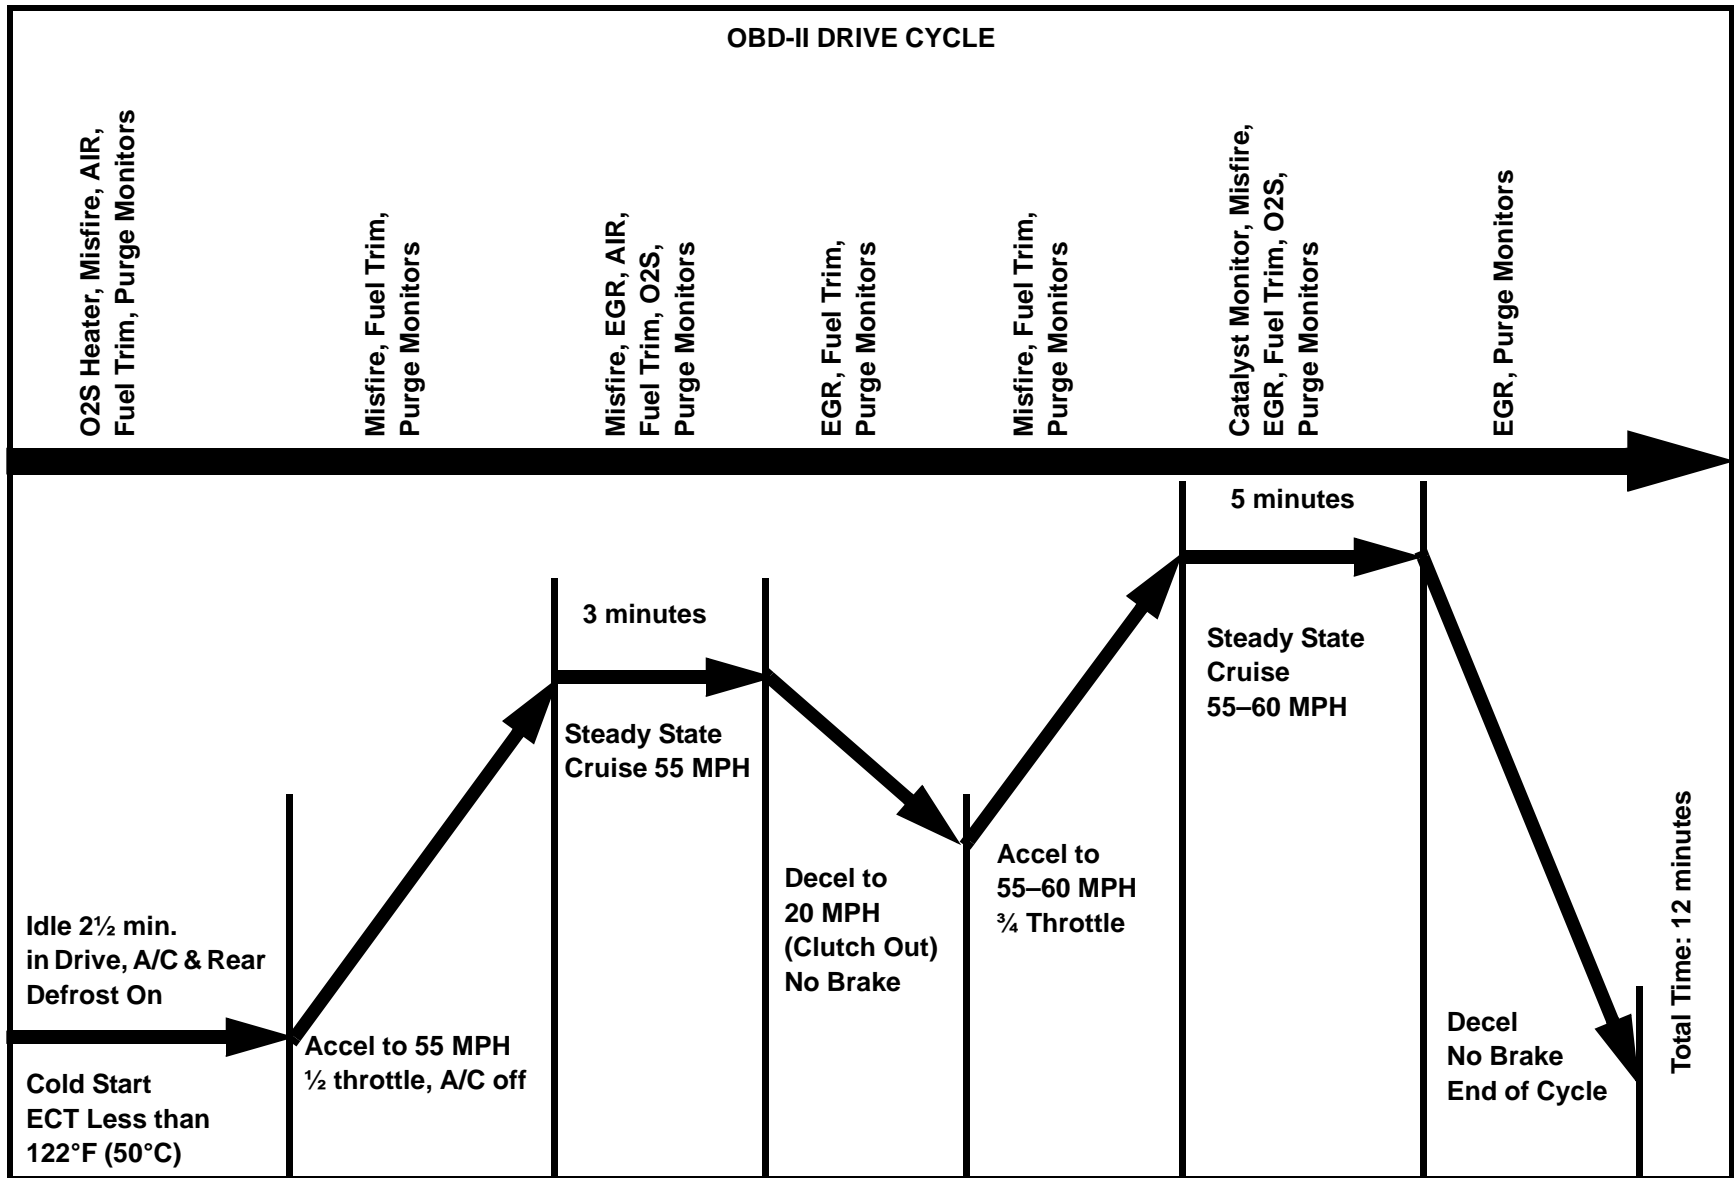 OBD-II DRIVE CYCLE
O2S Heater, Misfire, AIR,
Fuel Trim, Purge Monitors
Misfire, Fuel Trim,
Purge Monitors
Misfire, EGR, AIR,
Fuel Trim, O2S,
Purge Monitors
EGR, Fuel Trim,
Purge Monitors
Misfire, Fuel Trim,
Purge Monitors
Catalyst Monitor, Misfire,
EGR, Fuel Trim, O2S,
Purge Monitors
EGR, Purge Monitors
Idle 2½ min.
in Drive, A/C & Rear
Defrost On
Cold Start
ECT Less than
122°F (50°C)
Accel to 55 MPH
½ throttle, A/C off
3 minutes
Steady State
Cruise 55 MPH
Decel to
20 MPH
(Clutch Out)
No Brake
Accel to
55–60 MPH
¾ Throttle
5 minutes
Steady State
Cruise
55–60 MPH
Decel
No Brake
End of Cycle
Total Time: 12 minutes